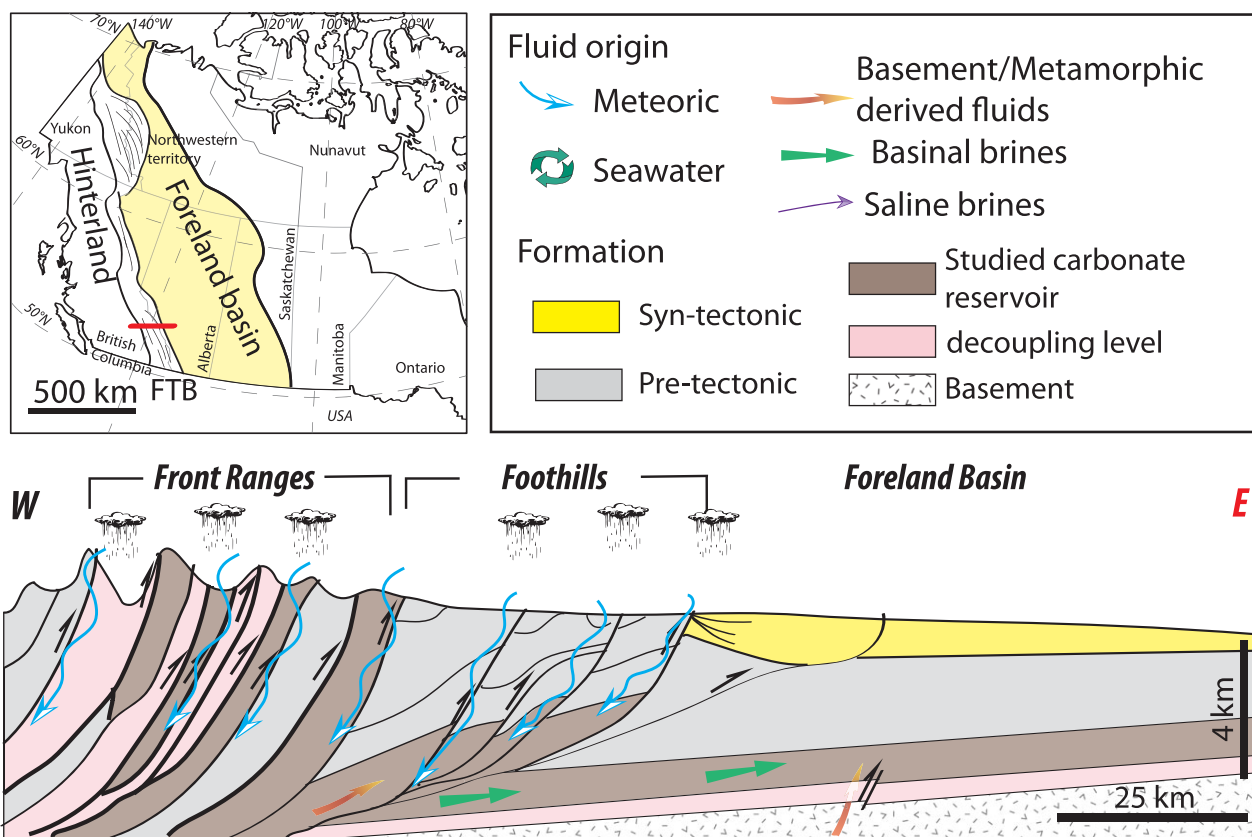 70°N
140°W
120°W
100°W
80°W
Yukon
60°N
Northwestern
territory
Nunavut
Hinterland
Foreland basin
Saskatchewan
50°N
British
Columbia
Alberta
Manitoba
Ontario
500 km
FTB
USA
Fluid origin
Meteoric
Seawater
Basement/Metamorphic
derived fluids
Basinal brines
Saline brines
Formation
Syn-tectonic
Pre-tectonic
Studied carbonate
reservoir
decoupling level
Basement
W
Front Ranges
Foothills
Foreland Basin
E
4 km
25 km